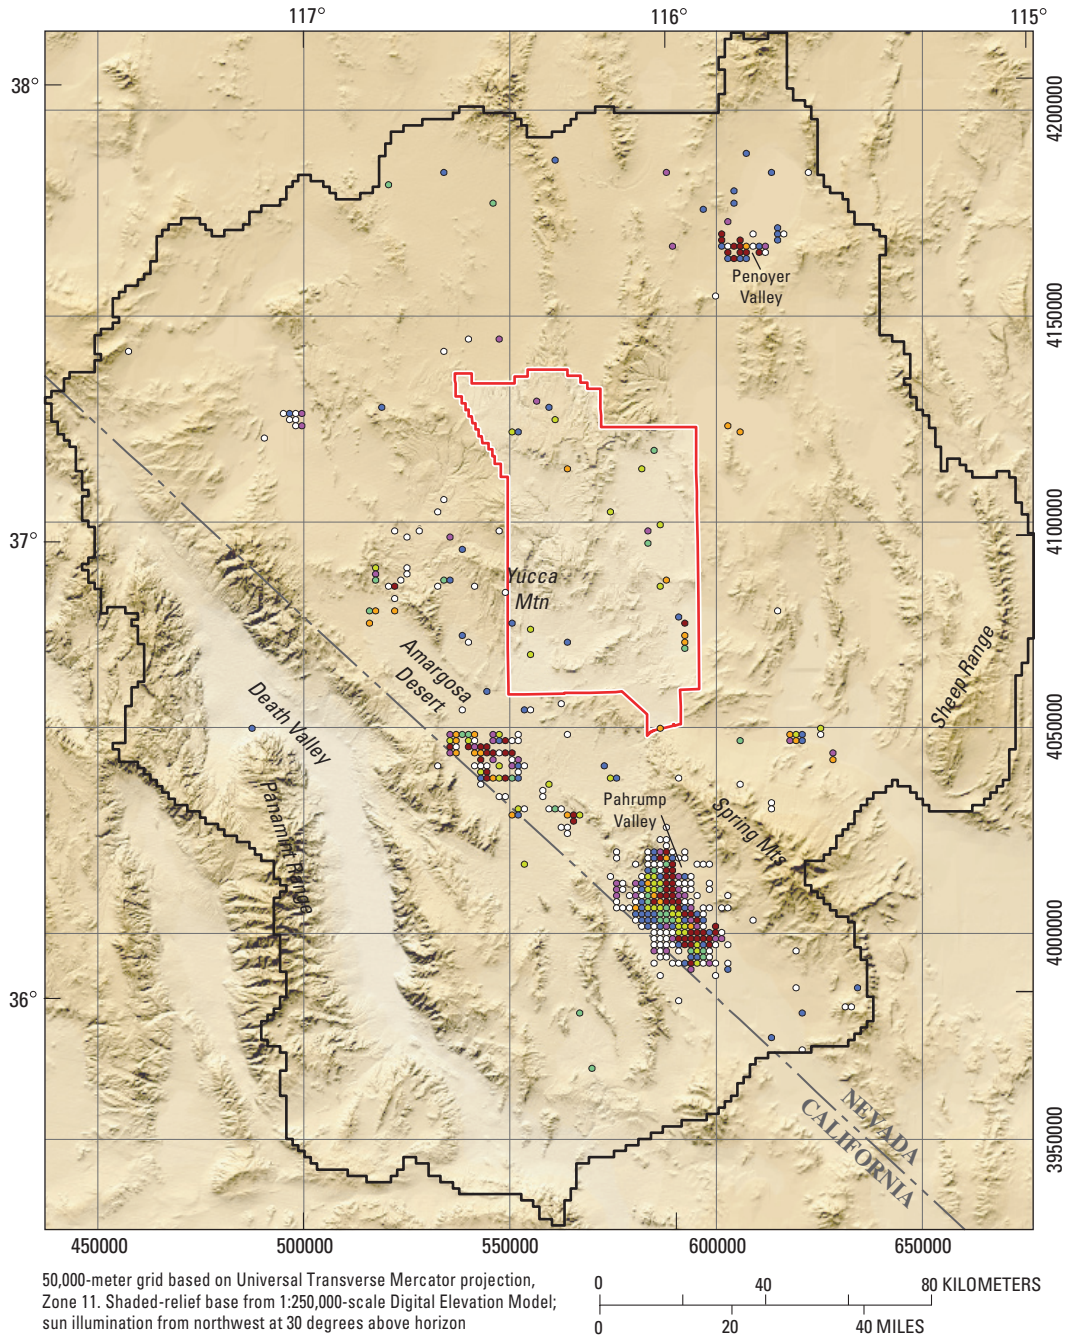 117°
116°
115°
38°
4200000
Penoyer
Valley
4150000
37°
4100000
Yucca
Mtn
Amargosa
Desert
Sheep Range
Death Valley
4050000
Panamint Range
Pahrump
Valley
Spring Mts
4000000
36°
NEVADA
CALIFORNIA
3950000
450000
500000
550000
600000
650000
50,000-meter grid based on Universal Transverse Mercator projection,
Zone 11. Shaded-relief base from 1:250,000-scale Digital Elevation Model;
sun illumination from northwest at 30 degrees above horizon
0
40
80 KILOMETERS
0
20
40 MILES